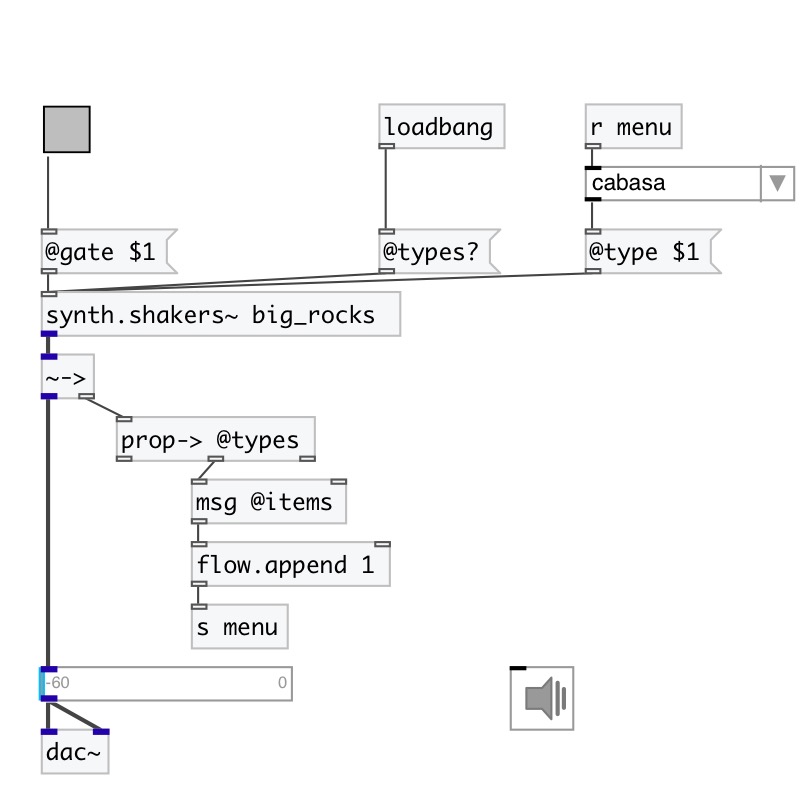 loadbang
r menu
cabasa
@gate $1
@types?
@type $1
synth.shakers~ big_rocks
~->
prop-> @types
msg @items
flow.append 1
s menu
-60 0
dac~